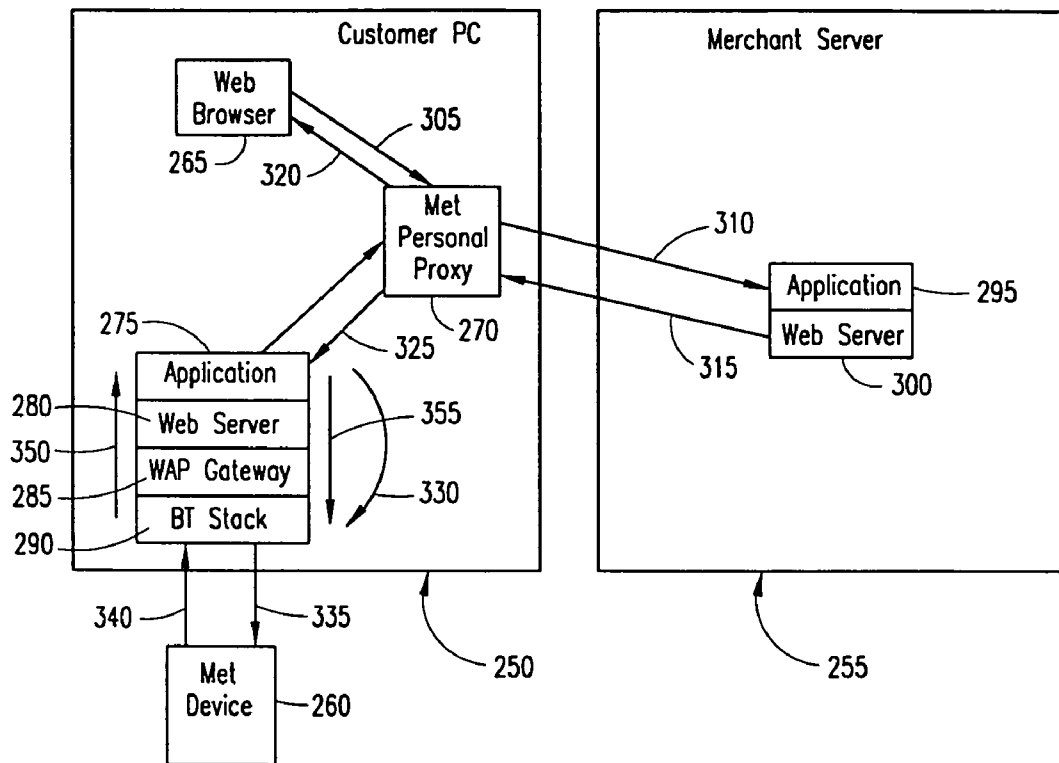 Customer PC
Merchant Server
Web
Browser
265
305
320
Met
Personal
Proxy
270
310
315
Application
295
Web Server
300
275
325
Application
280
Web Server
350
WAP Gateway
285
BT Stack
290
355
330
340
335
250
255
Met
Device
260